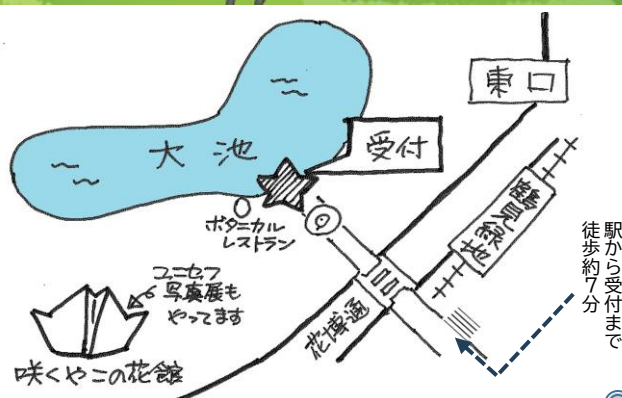 東口
大池
受付
ボタニカル
レストラン
鶴見緑地
駅から受付まで
徒歩約7分
ユニセフ
写真展も
やってます
花博通
咲くやこの花館